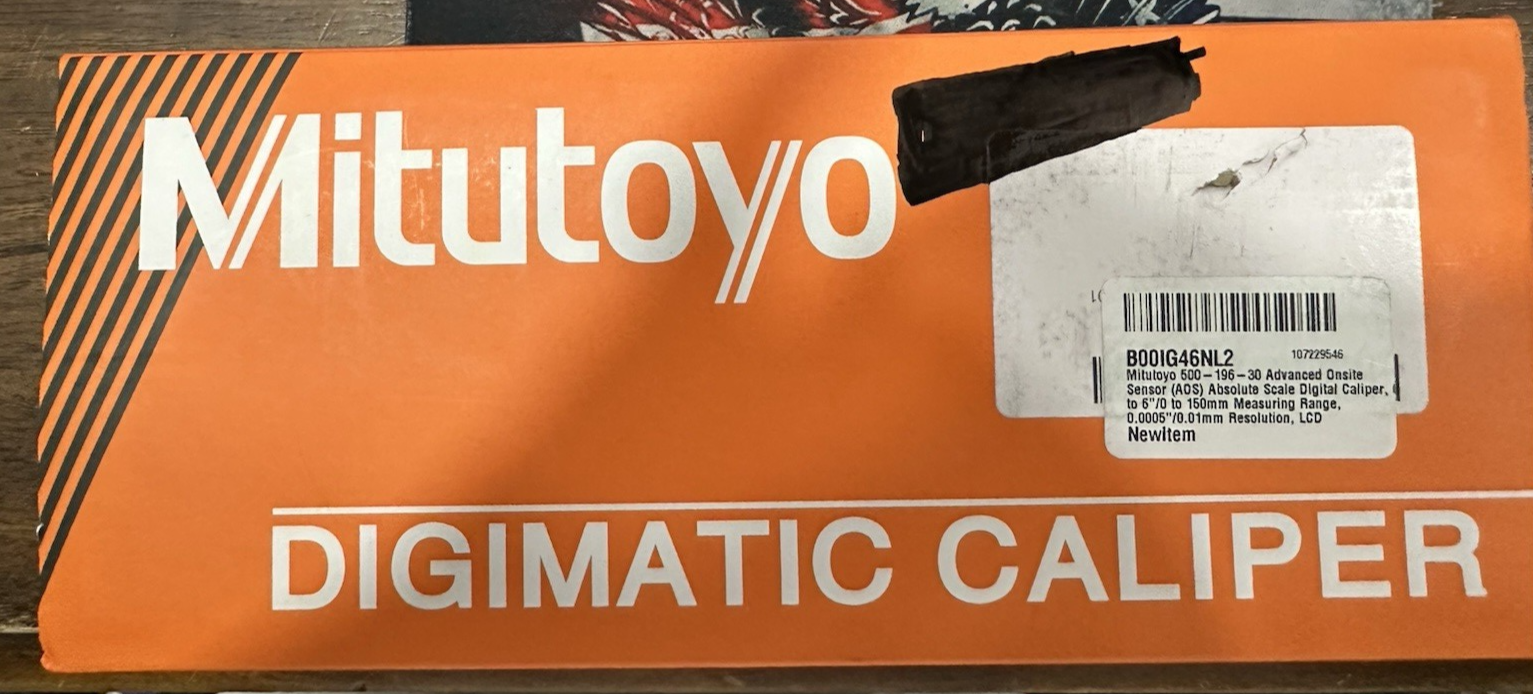 Mitutoyo
B00IG46NL2 107229546
Mitutoyo 500-196-30 Advanced Onsite
Sensor (AOS) Absolute Scale Digital Caliper,
to 6"/0 to 150mm Measuring Range,
0.0005"/0.01mm Resolution, LCD
NewItem
DIGIMATIC CALIPER